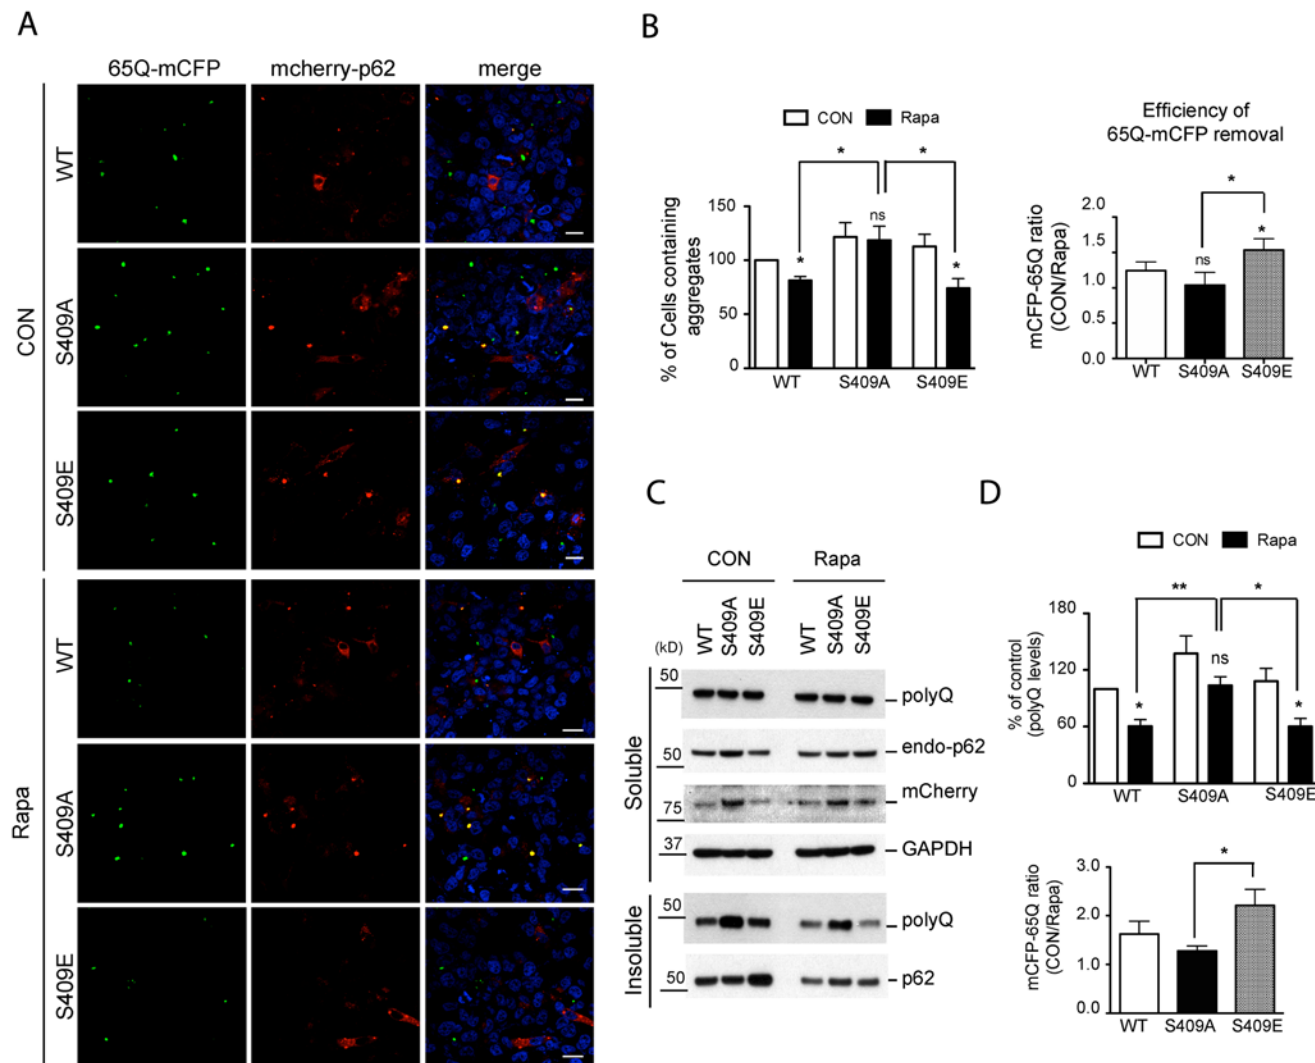 A
65Q-mCFP mcherry-p62 merge
CON
WT
S409A
S409E
Rapa
WT
S409A
S409E
B
CON Rapa
% of Cells containing
aggregates
150
100
50
0
* *
* ns *
WT S409A S409E
Efficiency of
65Q-mCFP removal
mCFP-65Q ratio
(CON/Rapa)
2.0
1.5
1.0
0.5
0.0
*
ns *
WT S409A S409E
C
CON Rapa
(kD) WT S409A S409E WT S409A S409E
Soluble
50 polyQ
50 endo-p62
75 mCherry
37 GAPDH
Insoluble
50 polyQ
50 p62
D
CON Rapa
% of control
(polyQ levels)
180
120
60
0
** *
* ns *
WT S409A S409E
mCFP-65Q ratio
(CON/Rapa)
3.0
2.0
1.0
0.0
*
WT S409A S409E